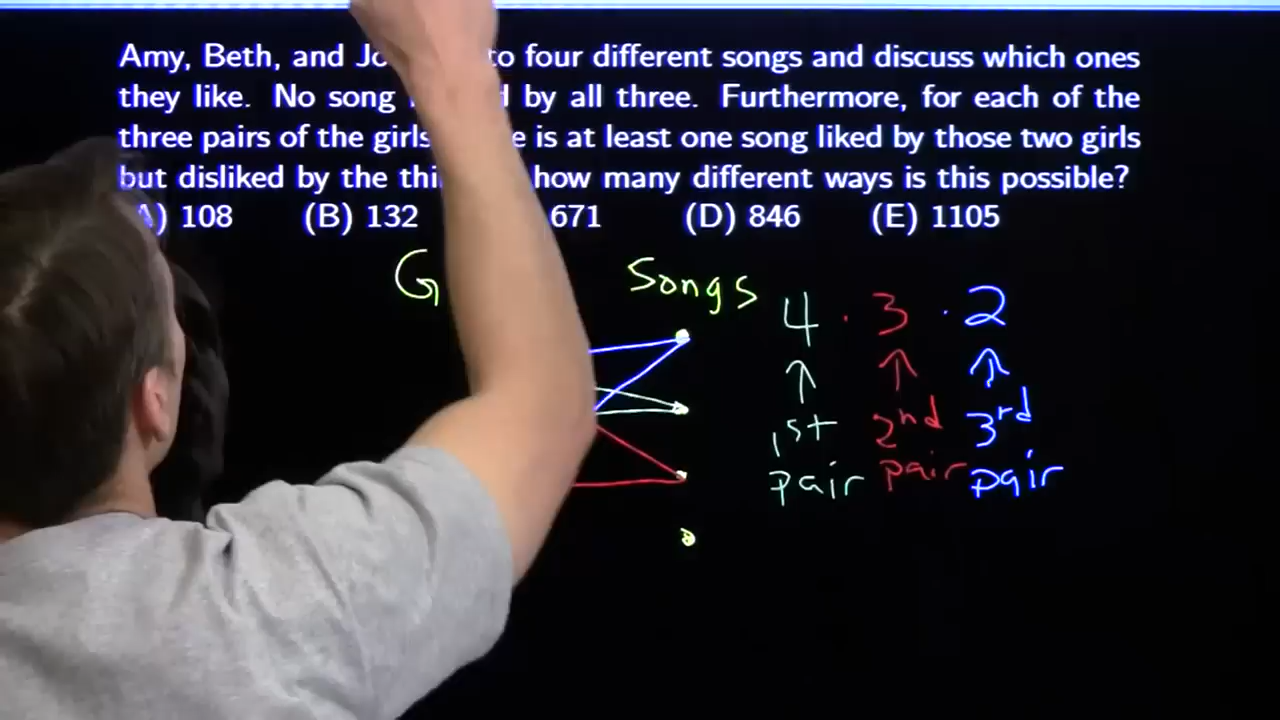 Amy, Beth, and Jo to four different songs and discuss which ones
they like. No song by all three. Furthermore, for each of the
three pairs of the girls is at least one song liked by those two girls
but disliked by the how many different ways is this possible?
A) 108 (B) 132 671 (D) 846 (E) 1105
G Songs
4 · 3 · 2
1st 2nd 3rd
pair pair pair